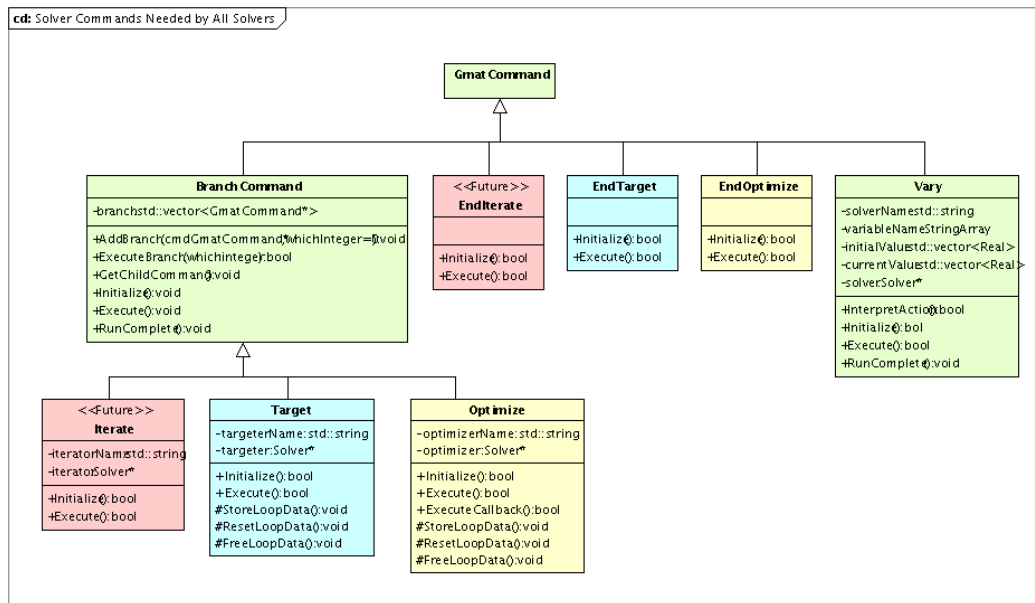 cd: Solver Commands Needed by All Solvers
GmatCommand
BranchCommand
-branch:std::vector<GmatCommand*>
+AddBranch(cmd:GmatCommand*,whichInteger=1):void
+ExecuteBranch(which:integer):bool
+GetChildCommand():void
+Initialize():void
+Execute():void
+RunComplete():void
<<Future>>
EndIterate
+Initialize():bool
+Execute():bool
EndTarget
+Initialize():bool
+Execute():bool
EndOptimize
+Initialize():bool
+Execute():bool
Vary
-solverName:std::string
-variableName:StringArray
-initialValue:std::vector<Real>
-currentValue:std::vector<Real>
-solver:Solver*
+InterpretAction():bool
+Initialize():bol
+Execute():bool
+RunComplete():void
<<Future>>
Iterate
-iteratorName:std::string
-iterator:Solver*
+Initialize():bool
+Execute():bool
Target
-targeterName:std::string
-targeter:Solver*
+Initialize():bool
+Execute():bool
#StoreLoopData():void
#ResetLoopData():void
#FreeLoopData():void
Optimize
-optimizerName:std::string
-optimizer:Solver*
+Initialize():bool
+Execute():bool
+ExecuteCallback():bool
#StoreLoopData():void
#ResetLoopData():void
#FreeLoopData():void